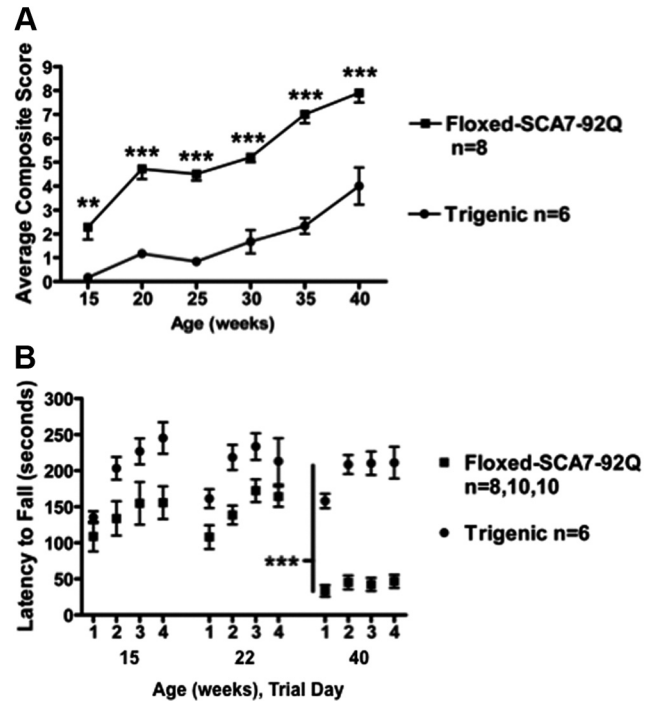 A
Average Composite Score
9
8
7
6
5
4
3
2
1
0
**
***
***
***
***
***
15 20 25 30 35 40
Age (weeks)
Floxed-SCA7-92Q
n=8
Trigenic n=6
B
Latency to Fall (seconds)
300
250
200
150
100
50
0
***
1 2 3 4 1 2 3 4 1 2 3 4
15 22 40
Age (weeks), Trial Day
Floxed-SCA7-92Q
n=8,10,10
Trigenic n=6